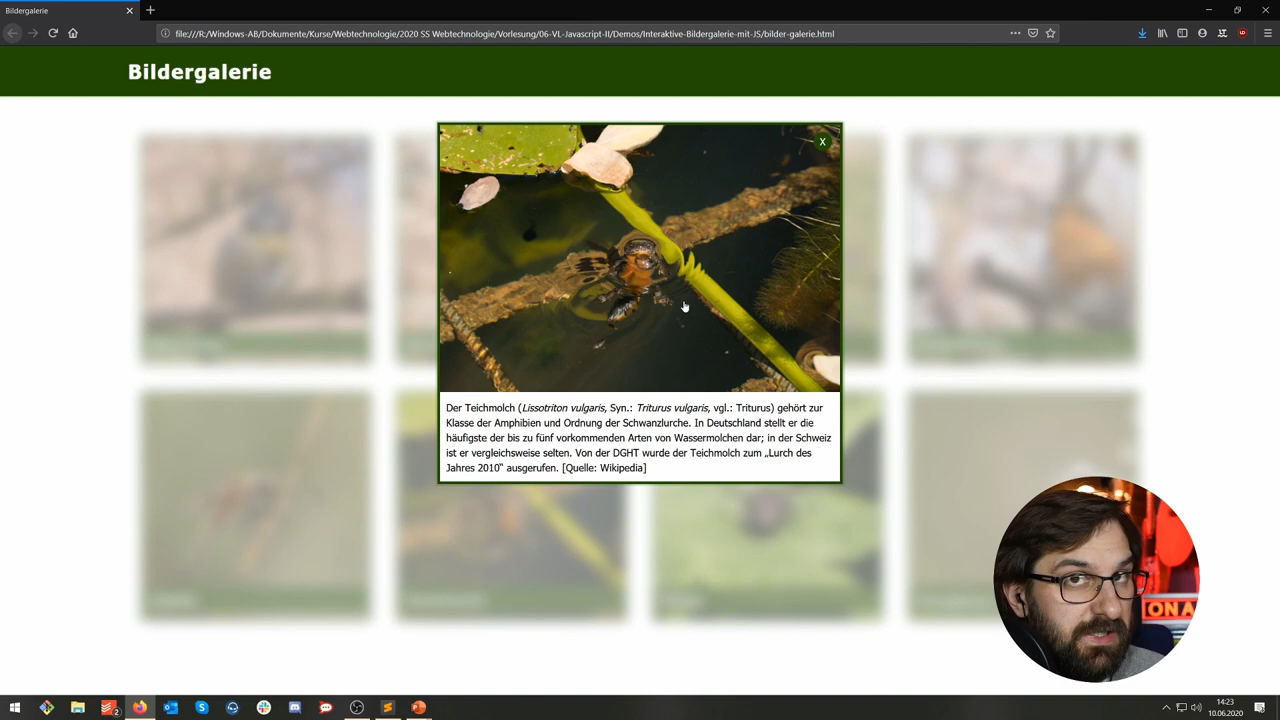 Bildergalerie
file:///R:/Windows-AB/Dokumente/Kurse/Webtechnologie/2020 SS Webtechnologie/Vorlesung/06-VL-Javascript-II/Demos/Interaktive-Bildergalerie-mit-JS/bilder-galerie.html
Bildergalerie
X
Der Teichmolch (Lissotriton vulgaris, Syn.: Triturus vulgaris, vgl.: Triturus) gehört zur
Klasse der Amphibien und Ordnung der Schwanzlurche. In Deutschland stellt er die
häufigste der bis zu fünf vorkommenden Arten von Wassermolchen dar; in der Schweiz
ist er vergleichsweise selten. Von der DGHT wurde der Teichmolch zum „Lurch des
Jahres 2010“ ausgerufen. [Quelle: Wikipedia]
ON A
2
14:23
10.06.2020